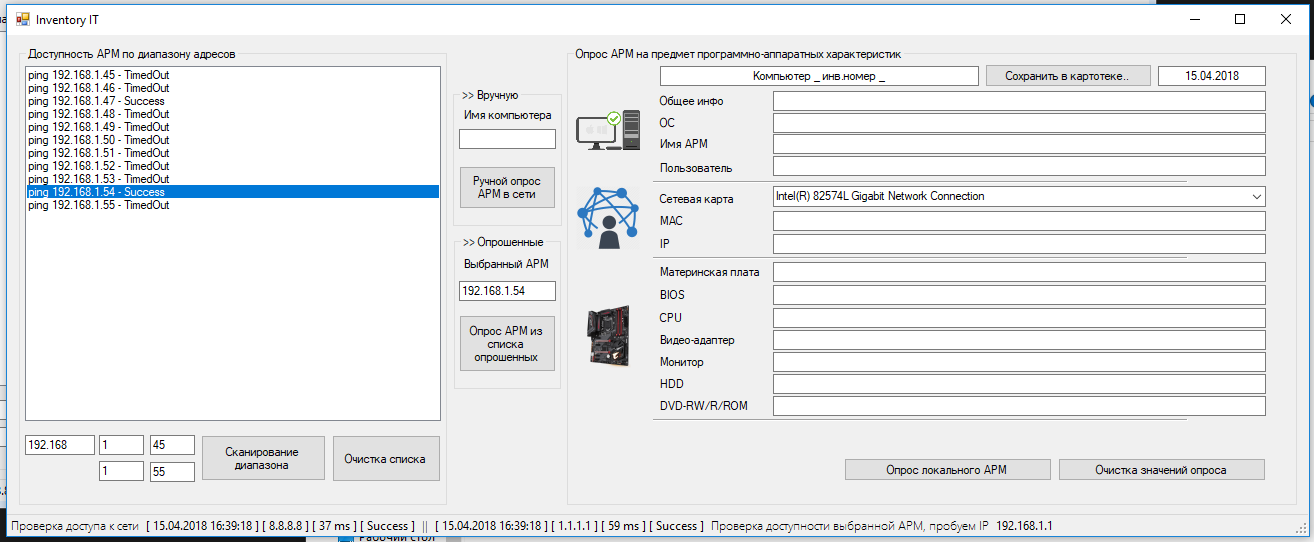 Inventory IT
Доступность АРМ по диапазону адресов
ping 192.168.1.45 - TimedOut
ping 192.168.1.46 - TimedOut
ping 192.168.1.47 - Success
ping 192.168.1.48 - TimedOut
ping 192.168.1.49 - TimedOut
ping 192.168.1.50 - TimedOut
ping 192.168.1.51 - TimedOut
ping 192.168.1.52 - TimedOut
ping 192.168.1.53 - TimedOut
ping 192.168.1.54 - Success
ping 192.168.1.55 - TimedOut
192.168 1 45
1 55
Сканирование
диапазона
Очистка списка
>> Вручную
Имя компьютера
Ручной опрос
АРМ в сети
>> Опрошенные
Выбранный АРМ
192.168.1.54
Опрос АРМ из
списка
опрошенных
Опрос АРМ на предмет программно-аппаратных характеристик
Компьютер _ инв.номер _
Сохранить в картотеке..
15.04.2018
Общее инфо
ОС
Имя АРМ
Пользователь
Сетевая карта
Intel(R) 82574L Gigabit Network Connection
MAC
IP
Материнская плата
BIOS
CPU
Видео-адаптер
Монитор
HDD
DVD-RW/R/ROM
Опрос локального АРМ
Очистка значений опроса
Проверка доступа к сети [ 15.04.2018 16:39:18 ] [ 8.8.8.8 ] [ 37 ms ] [ Success ] || [ 15.04.2018 16:39:18 ] [ 1.1.1.1 ] [ 59 ms ] [ Success ] Проверка доступности выбранной АРМ, пробуем IP 192.168.1.1
Рабочий стол